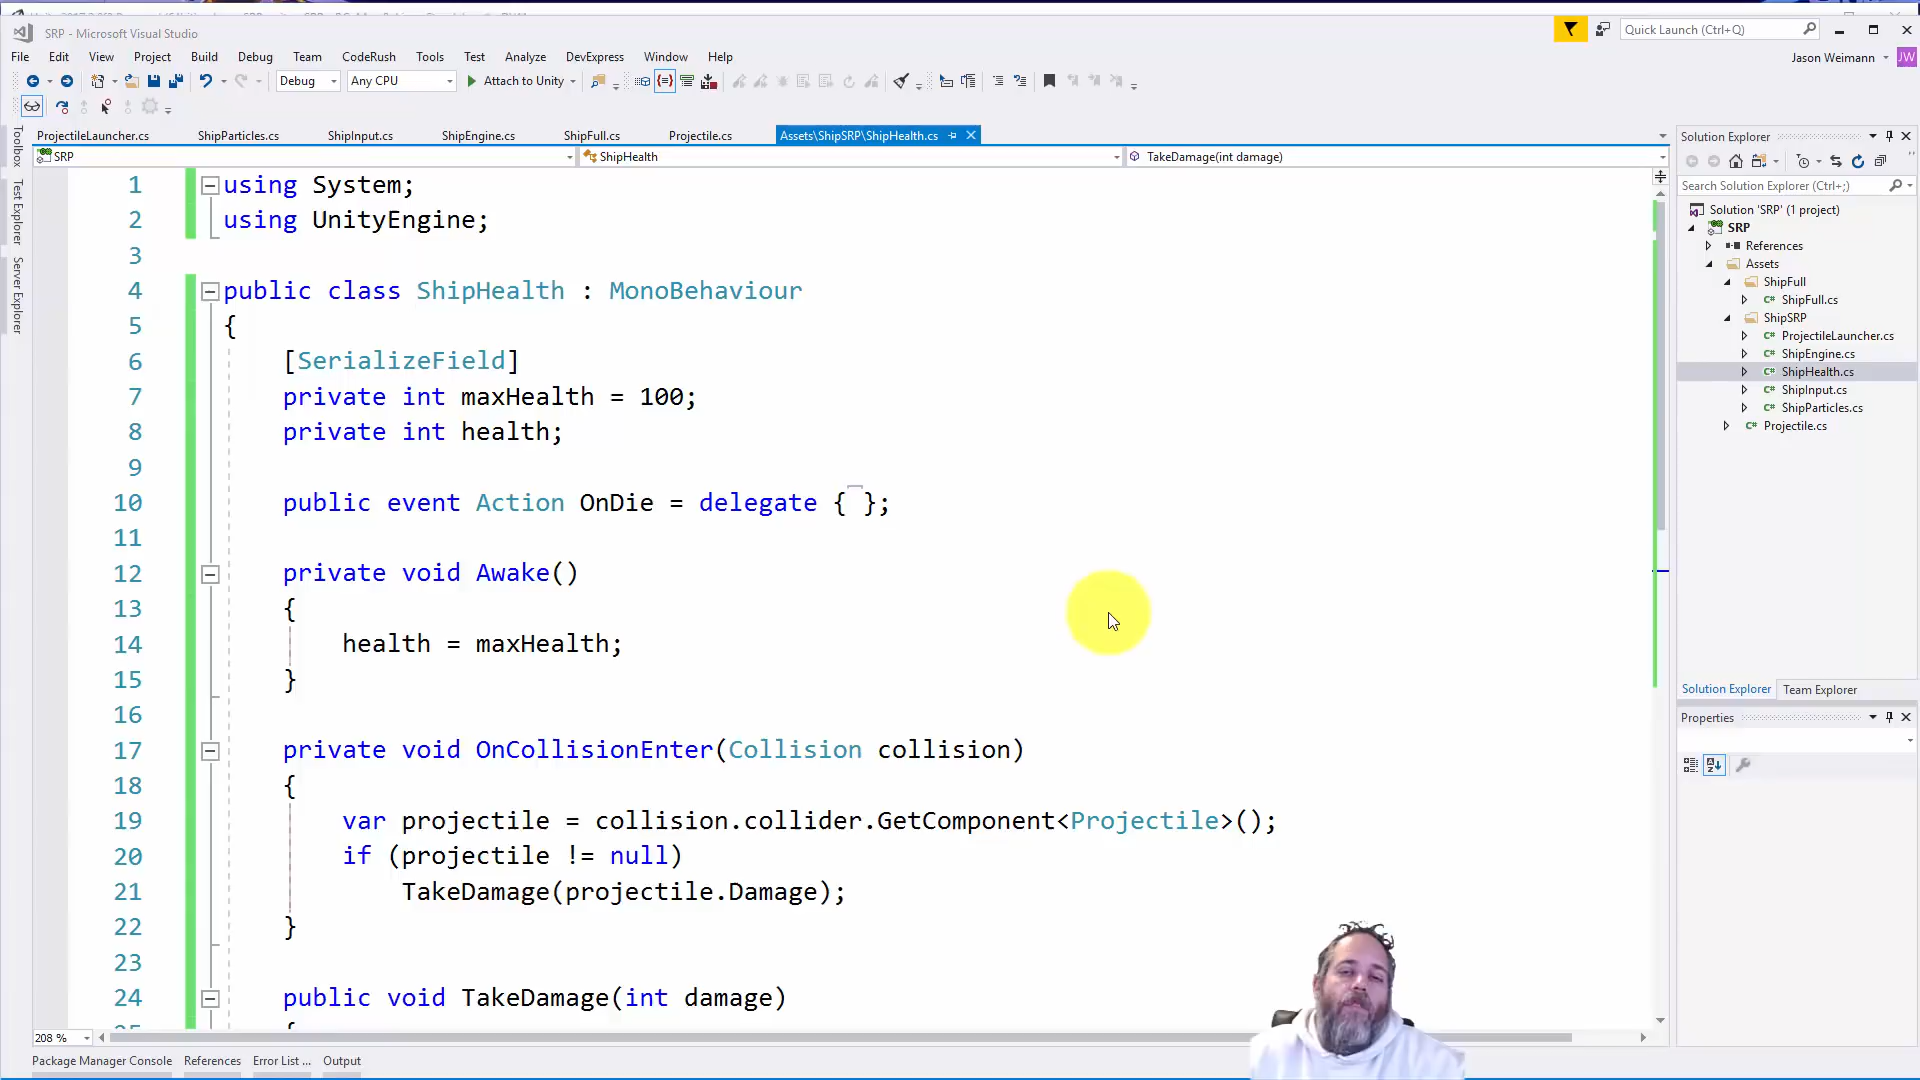 SRP - Microsoft Visual Studio
Quick Launch (Ctrl+Q)
File Edit View Project Build Debug Team CodeRush Tools Test Analyze DevExpress Window Help
Jason Weimann JW
Debug Any CPU Attach to Unity
ProjectileLauncher.cs ShipParticles.cs ShipInput.cs ShipEngine.cs ShipFull.cs Projectile.cs Assets\ShipSRP\ShipHealth.cs
SRP ShipHealth TakeDamage(int damage)
Toolbox
Test Explorer
Server Explorer
1 using System;
2 using UnityEngine;
3
4 public class ShipHealth : MonoBehaviour
5 {
6 [SerializeField]
7 private int maxHealth = 100;
8 private int health;
9
10 public event Action OnDie = delegate { };
11
12 private void Awake()
13 {
14 health = maxHealth;
15 }
16
17 private void OnCollisionEnter(Collision collision)
18 {
19 var projectile = collision.collider.GetComponent<Projectile>();
20 if (projectile != null)
21 TakeDamage(projectile.Damage);
22 }
23
24 public void TakeDamage(int damage)
{
208 %
Package Manager Console References Error List ... Output
Solution Explorer
Search Solution Explorer (Ctrl+;)
Solution 'SRP' (1 project)
SRP
References
Assets
ShipFull
ShipFull.cs
ShipSRP
ProjectileLauncher.cs
ShipEngine.cs
ShipHealth.cs
ShipInput.cs
ShipParticles.cs
Projectile.cs
Solution Explorer Team Explorer
Properties